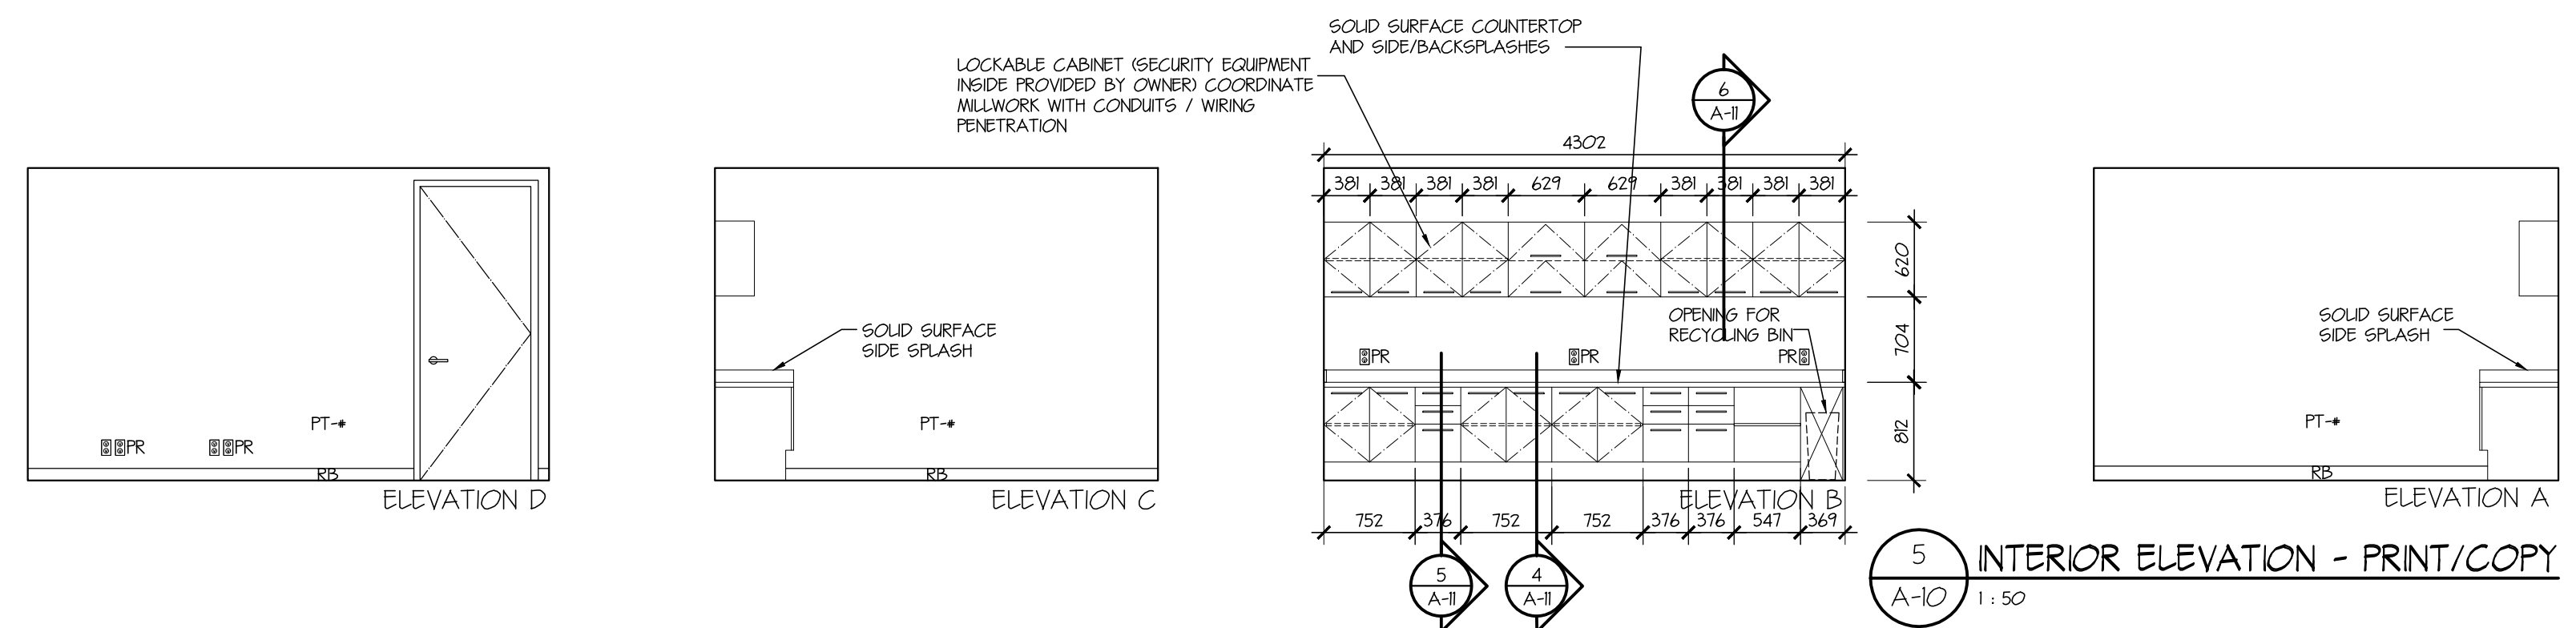 SOLID SURFACE COUNTERTOP
AND SIDE/BACKSPLASHES
LOCKABLE CABINET (SECURITY EQUIPMENT
INSIDE PROVIDED BY OWNER) COORDINATE
MILLWORK WITH CONDUITS / WIRING
PENETRATION
6
A-11
4302
381 381 381 381 629 629 381 381 381 381
620
704
812
OPENING FOR
RECYCLING BIN
PR PR PR
752 376 752 752 376 376 547 369
ELEVATION B
5
A-11
4
A-11
PT-#
PR PR
RB
ELEVATION D
SOLID SURFACE
SIDE SPLASH
PT-#
RB
ELEVATION C
SOLID SURFACE
SIDE SPLASH
PT-#
RB
ELEVATION A
5
A-10
INTERIOR ELEVATION - PRINT/COPY
1 : 50